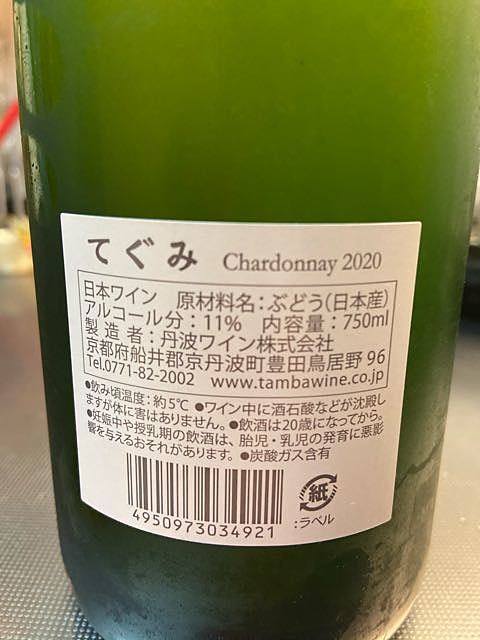 てぐみ Chardonnay 2020
日本ワイン 原材料名：ぶどう（日本産）
アルコール分：11% 内容量：750ml
製造者：丹波ワイン株式会社
京都府船井郡京丹波町豊田鳥居野 96
Tel.0771-82-2002 www.tambawine.co.jp
●飲み頃温度：約5℃ ●ワイン中に酒石酸などが沈殿し
ますが体に害はありません。●飲酒は20歳になってから。
●妊娠中や授乳期の飲酒は、胎児・乳児の発育に悪影
響を与えるおそれがあります。●炭酸ガス含有
4950973034921
紙
：ラベル